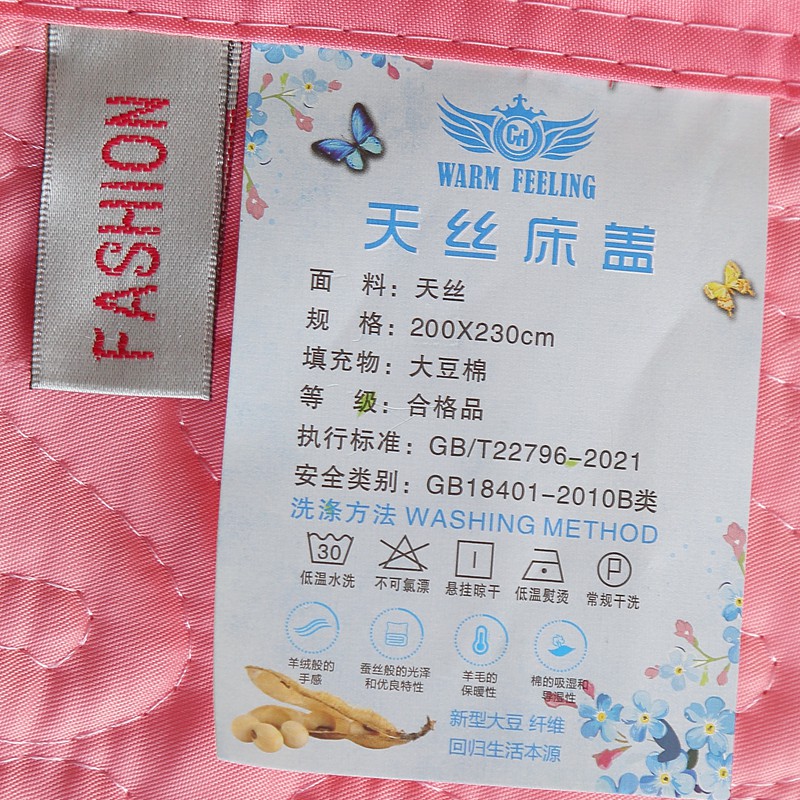 FASHION
CH
WARM FEELING
天丝床盖
面 料：天丝
规 格：200X230cm
填充物：大豆棉
等 级：合格品
执行标准：GB/T22796-2021
安全类别：GB18401-2010B类
洗涤方法 WASHING METHOD
30 P
低温水洗 不可氯漂 悬挂晾干 低温熨烫 常规干洗
羊绒般的 蚕丝般的光泽 羊毛的 棉的吸湿和
手感 和优良特性 保暖性 导湿性
新型大豆 纤维
回归生活本源